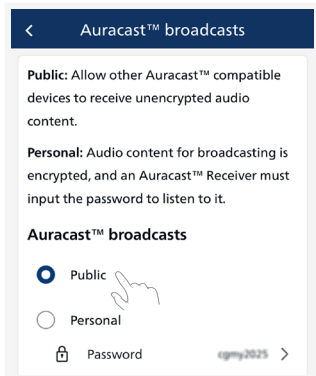 Auracast™ broadcasts
Public: Allow other Auracast™ compatible
devices to receive unencrypted audio
content.
Personal: Audio content for broadcasting is
encrypted, and an Auracast™ Receiver must
input the password to listen to it.
Auracast™ broadcasts
Public
Personal
Password